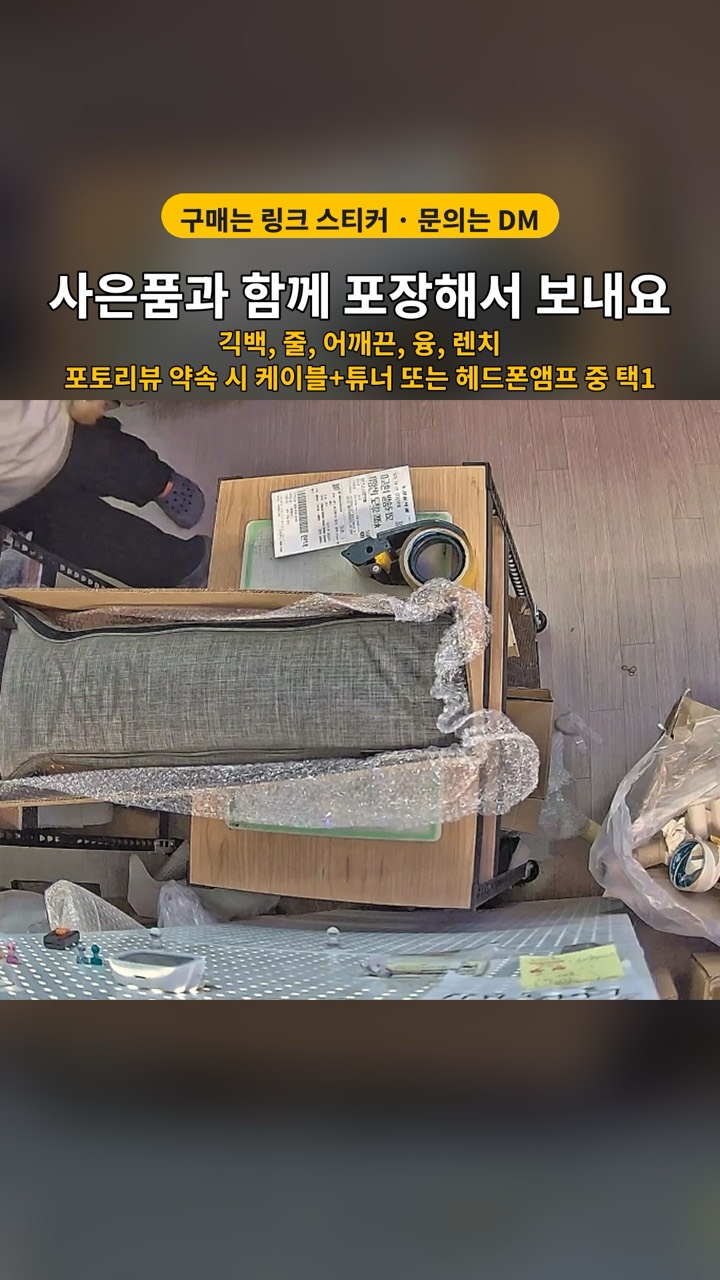 구매는 링크 스티커 · 문의는 DM
사은품과 함께 포장해서 보내요
긱백, 줄, 어깨끈, 융, 렌치
포토리뷰 약속 시 케이블+튜너 또는 헤드폰앰프 중 택1